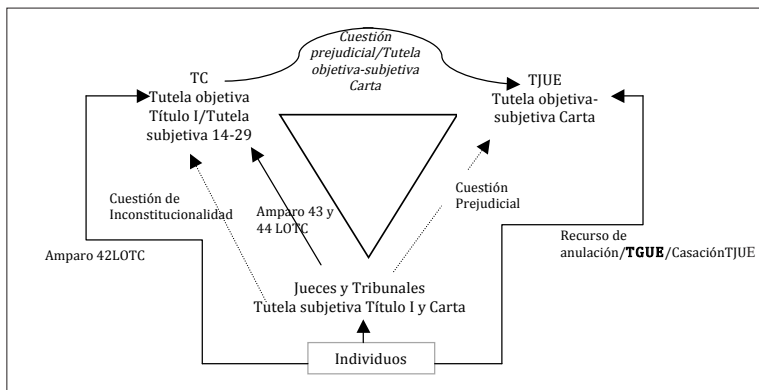 Cuestión
prejudicial/Tutela
objetiva-subjetiva
Carta
TC
Tutela objetiva
Título I/Tutela
subjetiva 14-29
TJUE
Tutela objetiva-
subjetiva Carta
Cuestión de
Inconstitucionalidad
Amparo 43 y
44 LOTC
Cuestión
Prejudicial
Amparo 42LOTC
Recurso de
anulación/TGUE/CasaciónTJUE
Jueces y Tribunales
Tutela subjetiva Título I y Carta
Individuos